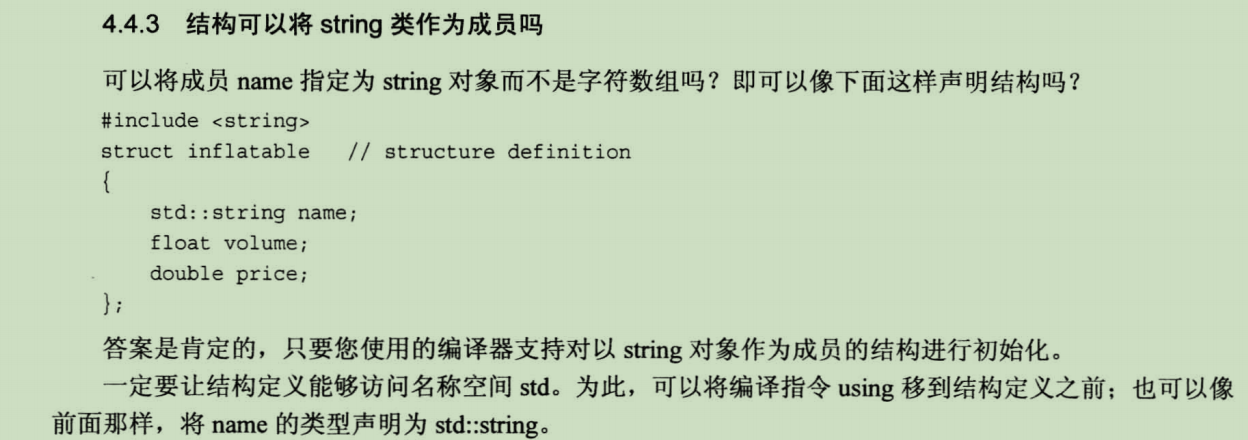 4.4.3 结构可以将 string 类作为成员吗
可以将成员 name 指定为 string 对象而不是字符数组吗？即可以像下面这样声明结构吗？
#include <string>
struct inflatable   // structure definition
{
    std::string name;
    float volume;
    double price;
};
答案是肯定的，只要您使用的编译器支持对以 string 对象作为成员的结构进行初始化。
一定要让结构定义能够访问名称空间 std。为此，可以将编译指令 using 移到结构定义之前；也可以像
前面那样，将 name 的类型声明为 std::string。